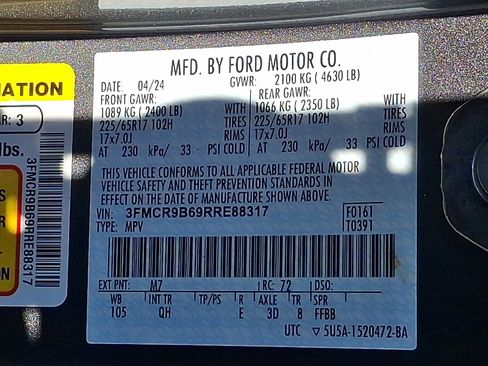 MFD. BY FORD MOTOR CO.
DATE: 04/24 GVWR: 2100 KG ( 4630 LB)
FRONT GAWR: REAR GAWR:
1089 KG ( 2400 LB) WITH 1066 KG ( 2350 LB) WITH
225/65R17 102H TIRES 225/65R17 102H TIRES
17x7.0J RIMS 17x7.0J RIMS
AT 230 kPa/ 33 PSI COLD AT 230 kPa/ 33 PSI COLD
THIS VEHICLE CONFORMS TO ALL APPLICABLE FEDERAL MOTOR
VEHICLE SAFETY AND THEFT PREVENTION STANDARDS IN
EFFECT ON THE DATE OF MANUFACTURE SHOWN ABOVE.
VIN: 3FMCR9B69RRE88317 F0161
TYPE: MPV T0391
EXT PNT: M7 RC: 72 DSO:
WB INT TR TP/PS R AXLE TR SPR
105 QH E 3D 8 FFBB
UTC ▽ 5U5A-1520472-BA
MATION
AR: 3
lbs.
3FMCR9B69RRE88317